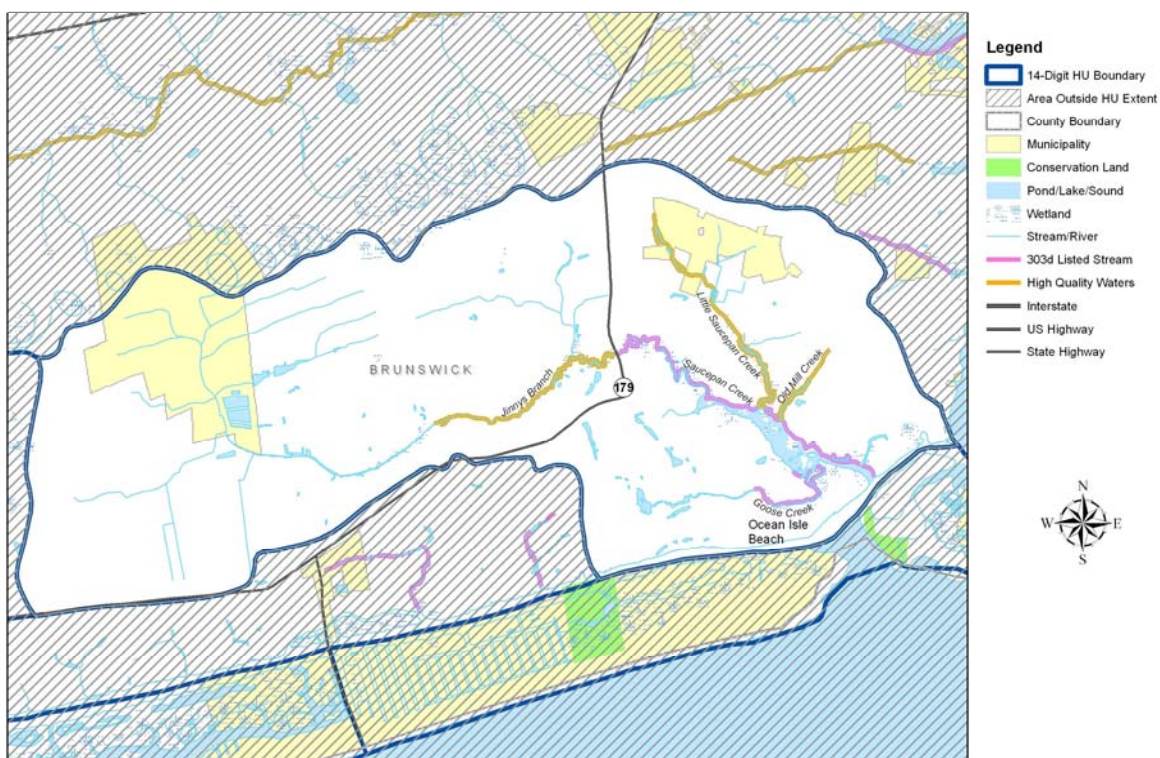 BRUNSWICK
Jinnys Branch
179
Little Saucepan Creek
Saucepan Creek
Old Mill Creek
Goose Creek
Ocean Isle
Beach
Legend
14-Digit HU Boundary
Area Outside HU Extent
County Boundary
Municipality
Conservation Land
Pond/Lake/Sound
Wetland
Stream/River
303d Listed Stream
High Quality Waters
Interstate
US Highway
State Highway
N
W
E
S